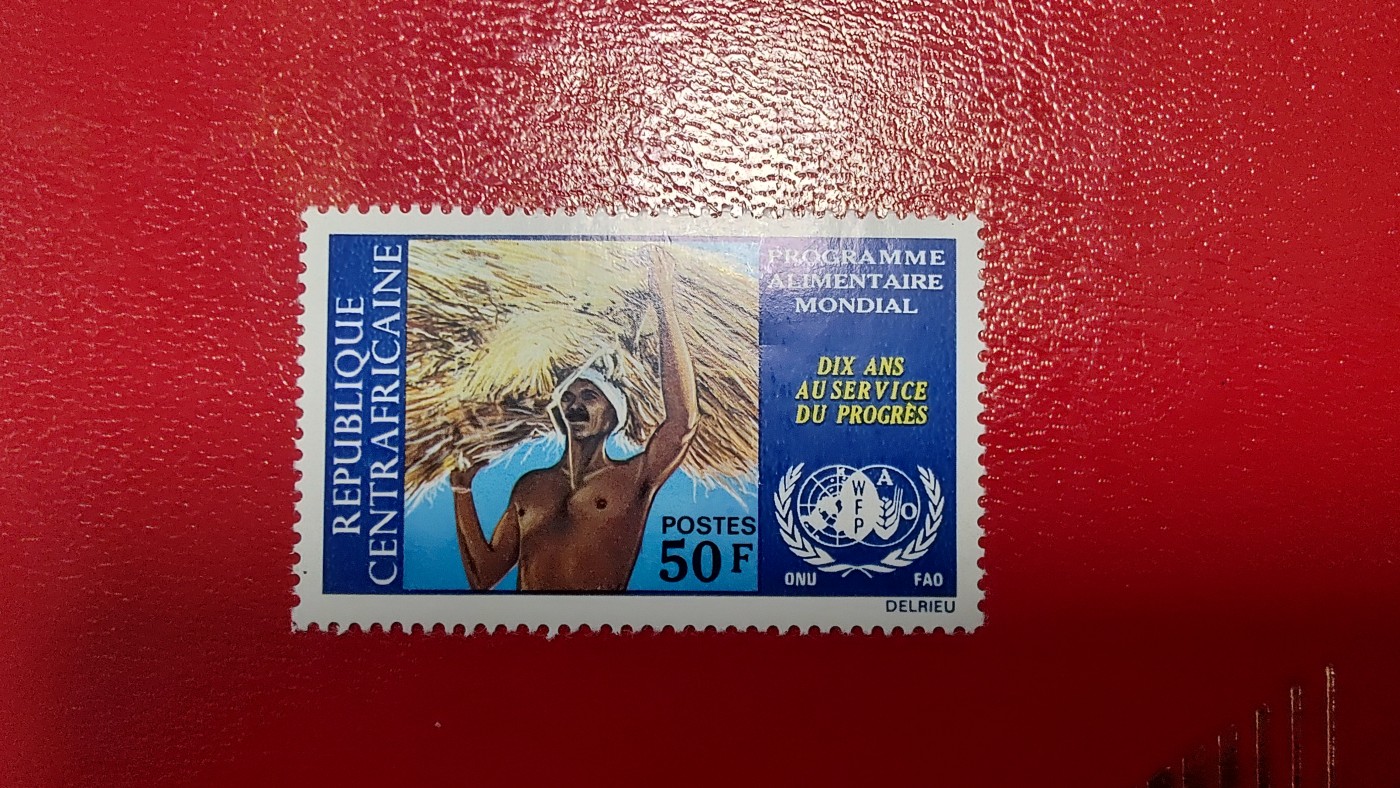 REPUBLIQUE
CENTRAFRICAINE
PROGRAMME
ALIMENTAIRE
MONDIAL
DIX ANS
AU SERVICE
DU PROGRÈS
POSTES
50 F
F A O
WFP
ONU FAO
DELRIEU